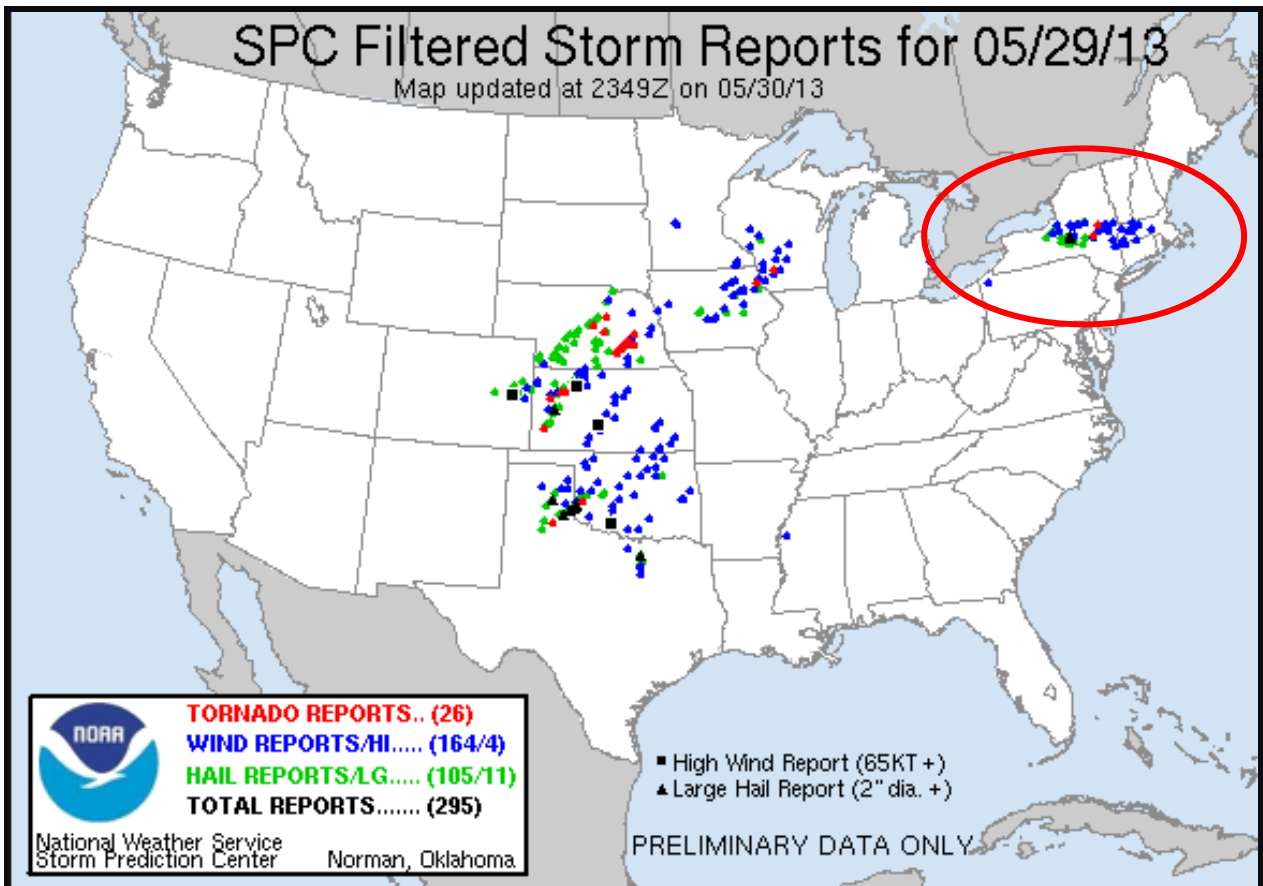 SPC Filtered Storm Reports for 05/29/13
Map updated at 2349Z on 05/30/13
NOAA
TORNADO REPORTS.. (26)
WIND REPORTS/HI..... (164/4)
HAIL REPORTS/LG..... (105/11)
TOTAL REPORTS....... (295)
National Weather Service
Storm Prediction Center Norman, Oklahoma
■ High Wind Report (65KT +)
▲ Large Hail Report (2" dia. +)
PRELIMINARY DATA ONLY